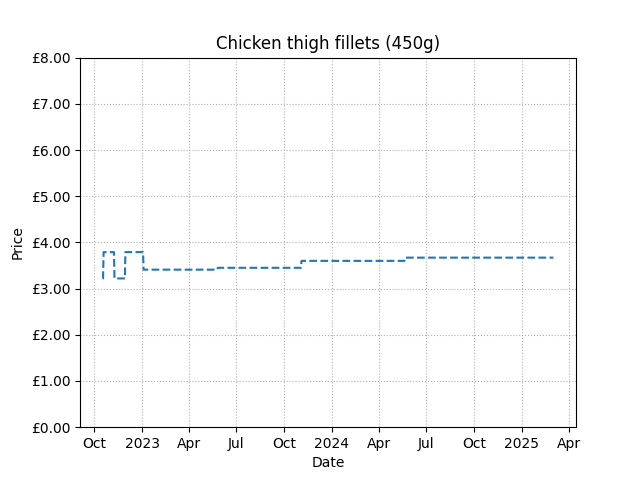 Chicken thigh fillets (450g)
£8.00
£7.00
£6.00
£5.00
£4.00
£3.00
£2.00
£1.00
£0.00
Price
Oct 2023 Apr Jul Oct 2024 Apr Jul Oct 2025 Apr
Date